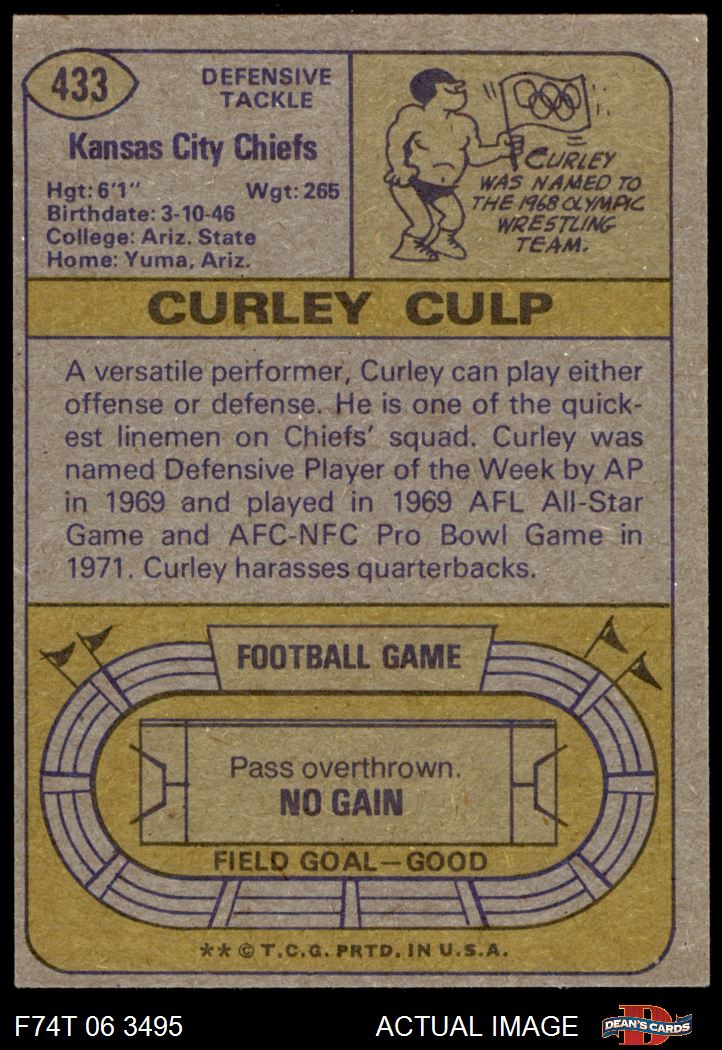 433
DEFENSIVE
TACKLE
Kansas City Chiefs
Hgt: 6'1" Wgt: 265
Birthdate: 3-10-46
College: Ariz. State
Home: Yuma, Ariz.
CURLEY
WAS NAMED TO
THE 1968 OLYMPIC
WRESTLING
TEAM.
CURLEY CULP
A versatile performer, Curley can play either
offense or defense. He is one of the quick-
est linemen on Chiefs' squad. Curley was
named Defensive Player of the Week by AP
in 1969 and played in 1969 AFL All-Star
Game and AFC-NFC Pro Bowl Game in
1971. Curley harasses quarterbacks.
FOOTBALL GAME
Pass overthrown.
NO GAIN
FIELD GOAL—GOOD
** © T.C.G. PRTD. IN U.S.A.
F74T 06 3495 ACTUAL IMAGE
D
DEAN'S CARDS